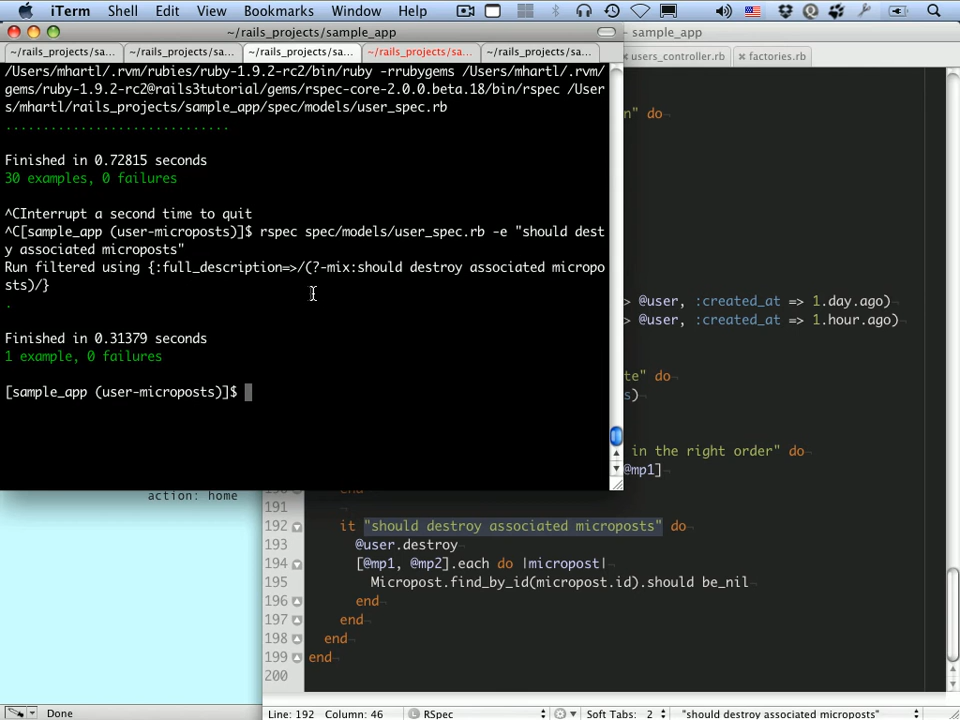 iTerm Shell Edit View Bookmarks Window Help
~/rails_projects/sample_app
sample_app
~/rails_projects/sa... ~/rails_projects/sa... ~/rails_projects/sa... ~/rails_projects/sa... ~/rails_projects/sa...
users_controller.rb factories.rb
/Users/mhartl/.rvm/rubies/ruby-1.9.2-rc2/bin/ruby -rrubygems /Users/mhartl/.rvm/
gems/ruby-1.9.2-rc2@rails3tutorial/gems/rspec-core-2.0.0.beta.18/bin/rspec /User
s/mhartl/rails_projects/sample_app/spec/models/user_spec.rb
..............................
Finished in 0.72815 seconds
30 examples, 0 failures
^CInterrupt a second time to quit
^C[sample_app (user-microposts)]$ rspec spec/models/user_spec.rb -e "should dest
y associated microposts"
Run filtered using {:full_description=>/(?-mix:should destroy associated micropo
sts)/}
.
Finished in 0.31379 seconds
1 example, 0 failures
[sample_app (user-microposts)]$
n" do
> @user, :created_at => 1.day.ago)
> @user, :created_at => 1.hour.ago)
te" do
s)
in the right order" do
@mp1]
190 end
191
192 it "should destroy associated microposts" do
193 @user.destroy
194 [@mp1, @mp2].each do |micropost|
195 Micropost.find_by_id(micropost.id).should be_nil
196 end
197 end
198 end
199 end
200
action: home
Done
Line: 192 Column: 46 RSpec Soft Tabs: 2 "should destroy associated microposts"